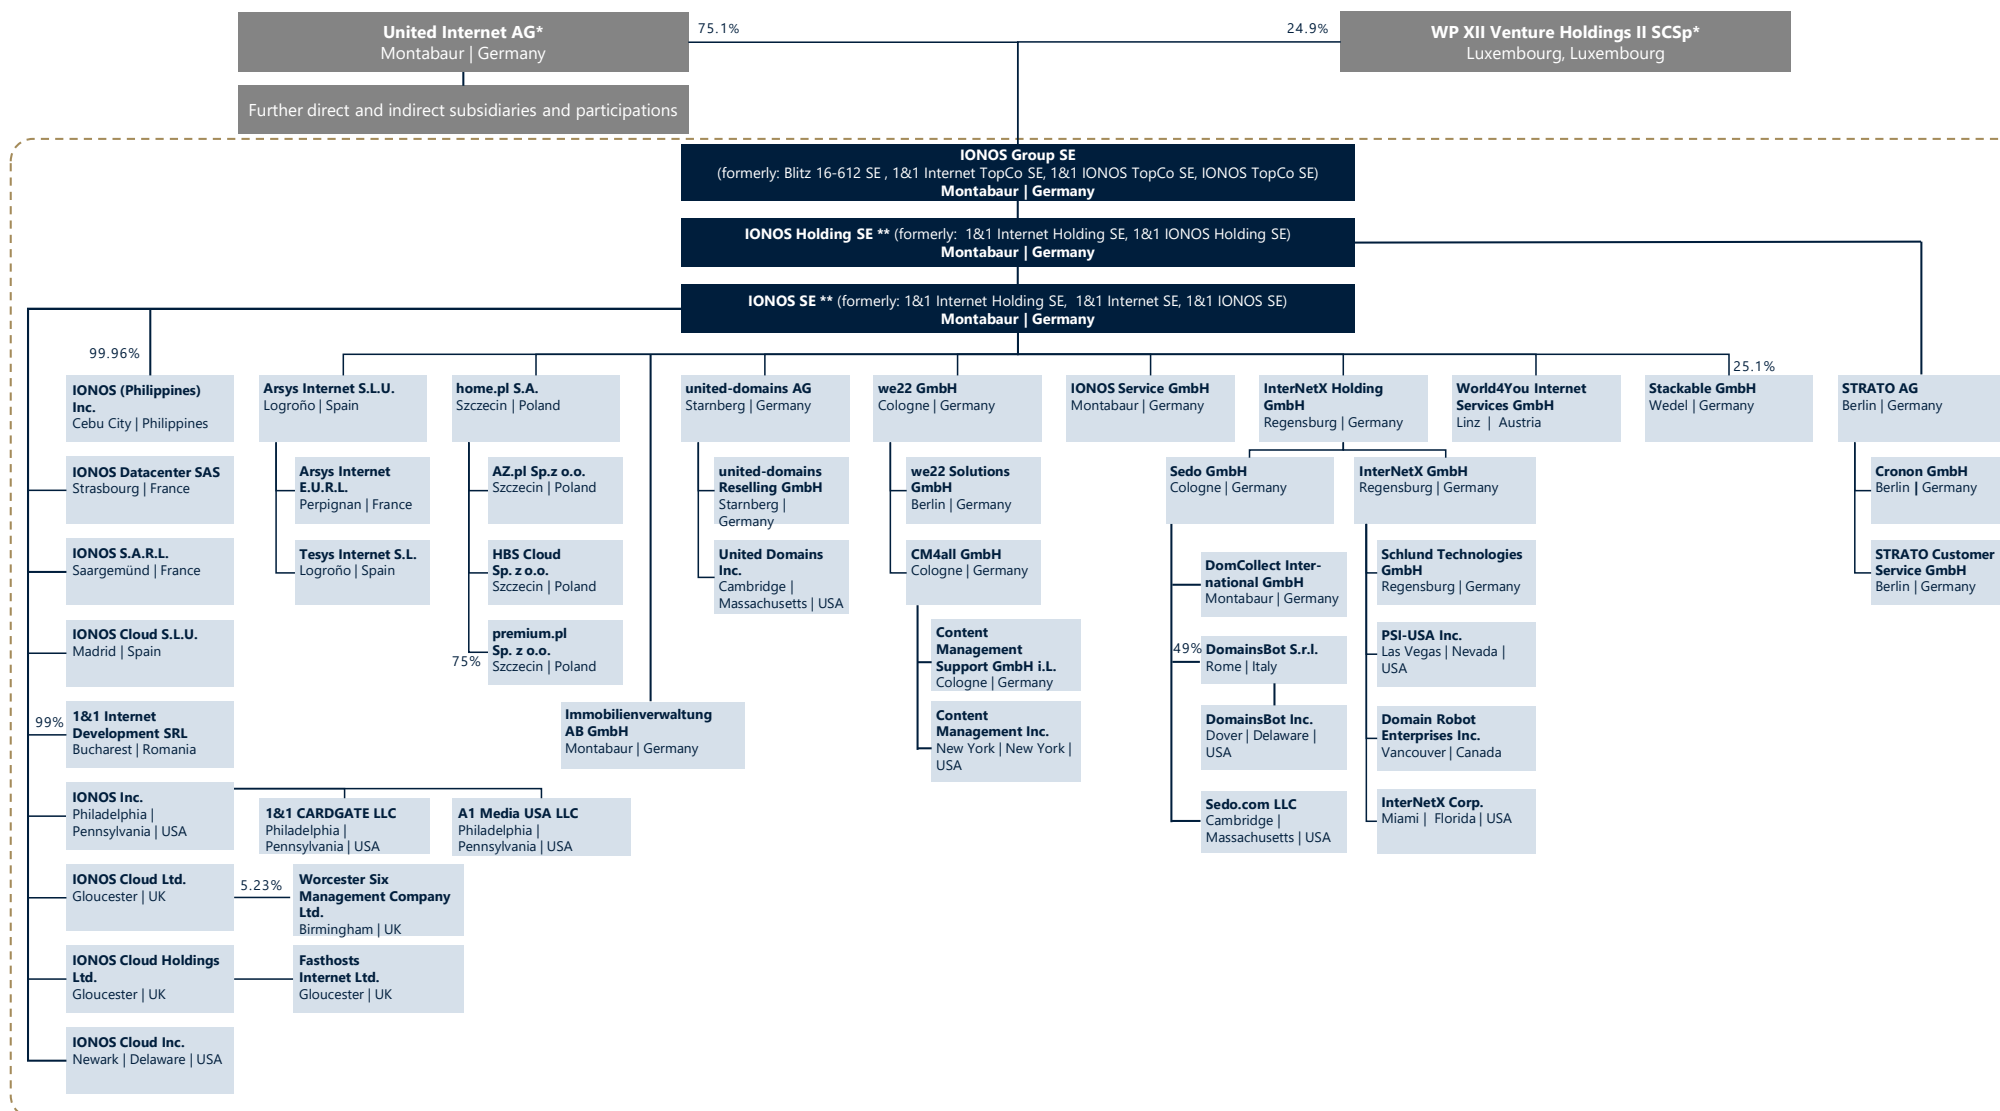 United Internet AG*
Montabaur | Germany
75.1%
24.9%
WP XII Venture Holdings II SCSp*
Luxembourg, Luxembourg
Further direct and indirect subsidiaries and participations
IONOS Group SE
(formerly: Blitz 16-612 SE , 1&1 Internet TopCo SE, 1&1 IONOS TopCo SE, IONOS TopCo SE)
Montabaur | Germany
IONOS Holding SE ** (formerly: 1&1 Internet Holding SE, 1&1 IONOS Holding SE)
Montabaur | Germany
IONOS SE ** (formerly: 1&1 Internet Holding SE, 1&1 Internet SE, 1&1 IONOS SE)
Montabaur | Germany
99.96%
IONOS (Philippines)
Inc.
Cebu City | Philippines
IONOS Datacenter SAS
Strasbourg | France
IONOS S.A.R.L.
Saargemünd | France
IONOS Cloud S.L.U.
Madrid | Spain
99%
1&1 Internet
Development SRL
Bucharest | Romania
IONOS Inc.
Philadelphia |
Pennsylvania | USA
1&1 CARDGATE LLC
Philadelphia |
Pennsylvania | USA
A1 Media USA LLC
Philadelphia |
Pennsylvania | USA
IONOS Cloud Ltd.
Gloucester | UK
5.23%
Worcester Six
Management Company
Ltd.
Birmingham | UK
IONOS Cloud Holdings
Ltd.
Gloucester | UK
Fasthosts
Internet Ltd.
Gloucester | UK
IONOS Cloud Inc.
Newark | Delaware | USA
Arsys Internet S.L.U.
Logroño | Spain
Arsys Internet
E.U.R.L.
Perpignan | France
Tesys Internet S.L.
Logroño | Spain
home.pl S.A.
Szczecin | Poland
AZ.pl Sp.z o.o.
Szczecin | Poland
HBS Cloud
Sp. z o.o.
Szczecin | Poland
75%
premium.pl
Sp. z o.o.
Szczecin | Poland
Immobilienverwaltung
AB GmbH
Montabaur | Germany
united-domains AG
Starnberg | Germany
united-domains
Reselling GmbH
Starnberg |
Germany
United Domains
Inc.
Cambridge |
Massachusetts | USA
we22 GmbH
Cologne | Germany
we22 Solutions
GmbH
Berlin | Germany
CM4all GmbH
Cologne | Germany
Content
Management
Support GmbH i.L.
Cologne | Germany
Content
Management Inc.
New York | New York |
USA
IONOS Service GmbH
Montabaur | Germany
InterNetX Holding
GmbH
Regensburg | Germany
Sedo GmbH
Cologne | Germany
DomCollect Inter-
national GmbH
Montabaur | Germany
49%
DomainsBot S.r.l.
Rome | Italy
DomainsBot Inc.
Dover | Delaware |
USA
Sedo.com LLC
Cambridge |
Massachusetts | USA
InterNetX GmbH
Regensburg | Germany
Schlund Technologies
GmbH
Regensburg | Germany
PSI-USA Inc.
Las Vegas | Nevada |
USA
Domain Robot
Enterprises Inc.
Vancouver | Canada
InterNetX Corp.
Miami | Florida | USA
World4You Internet
Services GmbH
Linz | Austria
25.1%
Stackable GmbH
Wedel | Germany
STRATO AG
Berlin | Germany
Cronon GmbH
Berlin | Germany
STRATO Customer
Service GmbH
Berlin | Germany